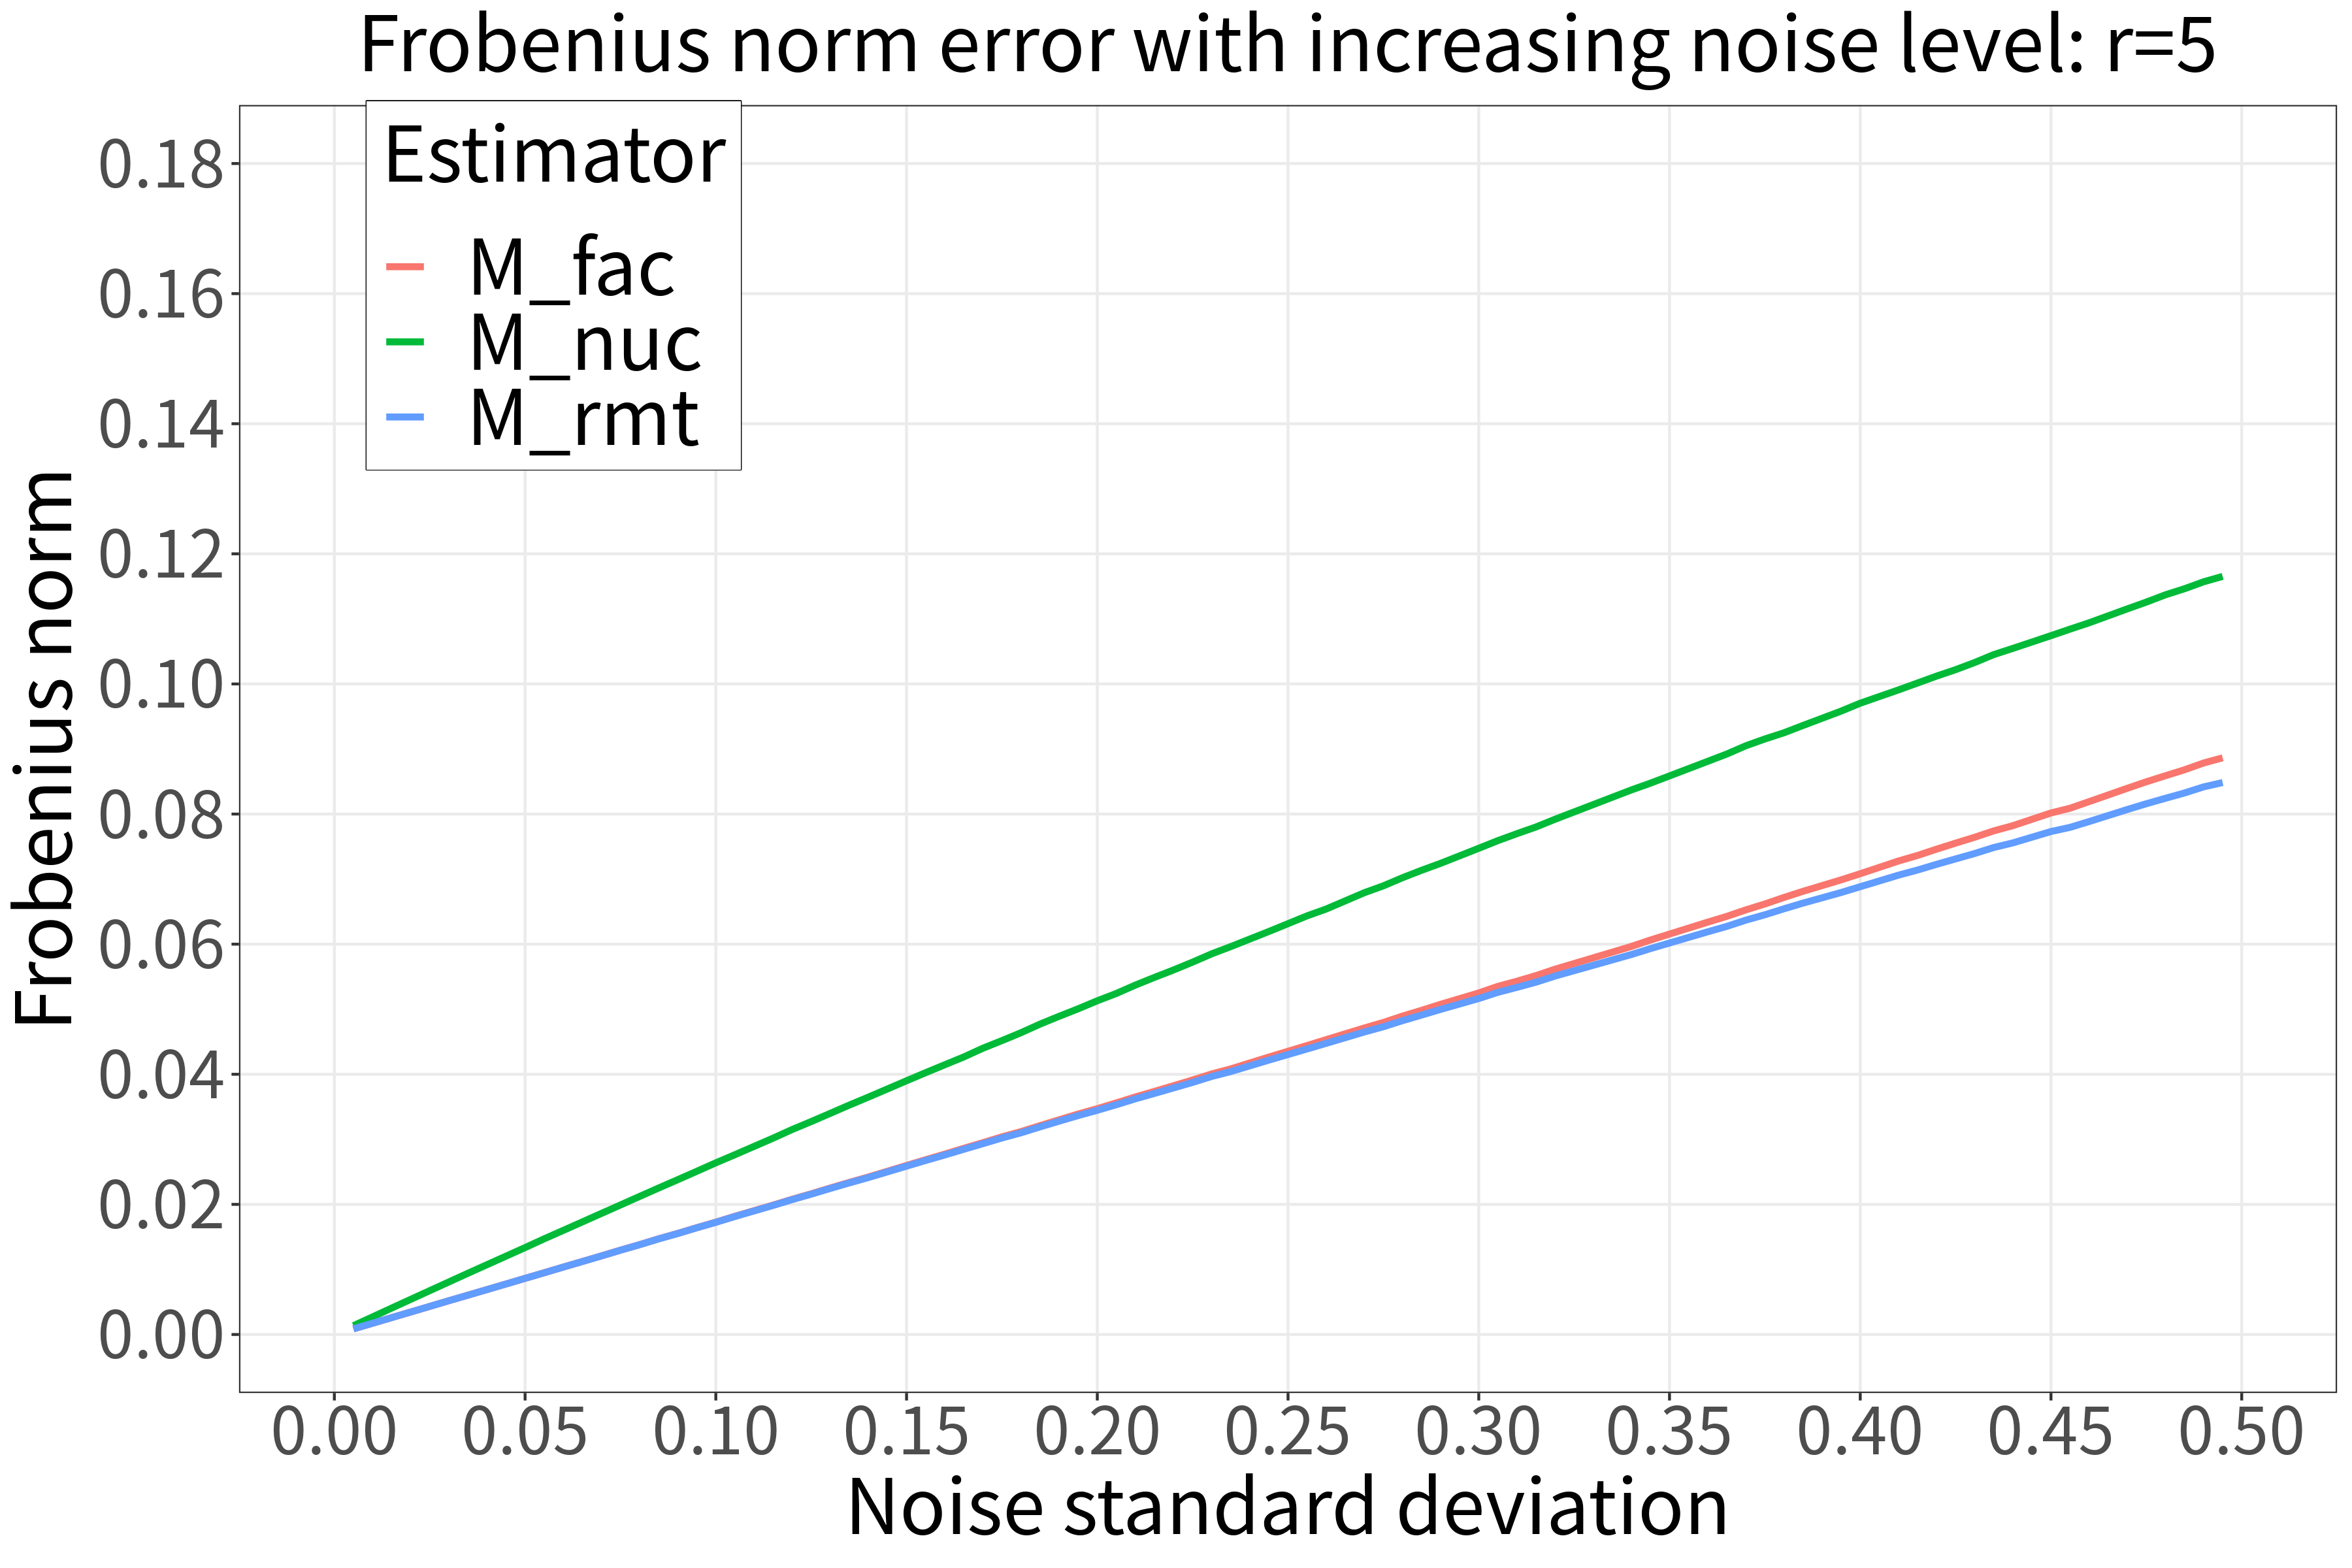 Frobenius norm error with increasing noise level: r=5
Estimator
M_fac
M_nuc
M_rmt
Frobenius norm
0.18
0.16
0.14
0.12
0.10
0.08
0.06
0.04
0.02
0.00
0.00 0.05 0.10 0.15 0.20 0.25 0.30 0.35 0.40 0.45 0.50
Noise standard deviation